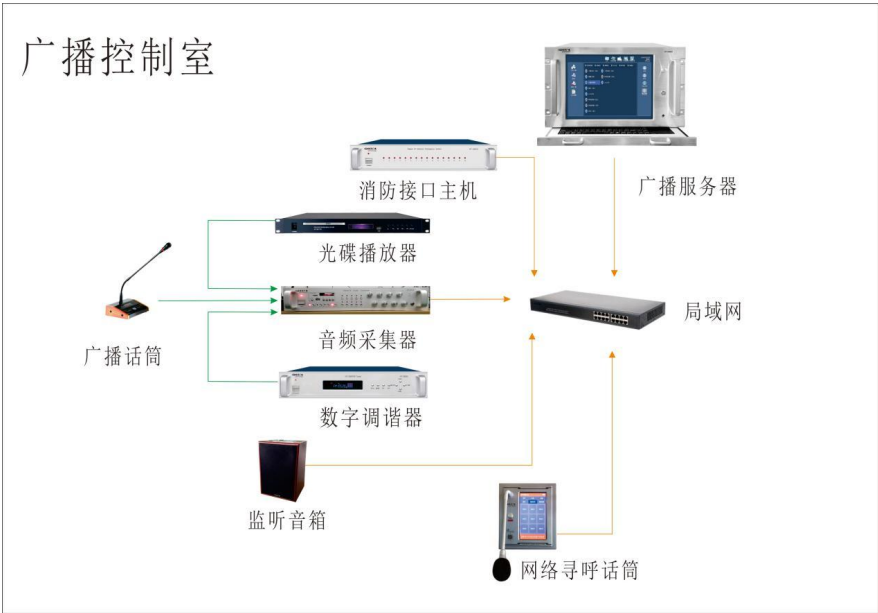 广播控制室
消防接口主机
广播服务器
光碟播放器
局域网
音频采集器
广播话筒
数字调谐器
监听音箱
网络寻呼话筒